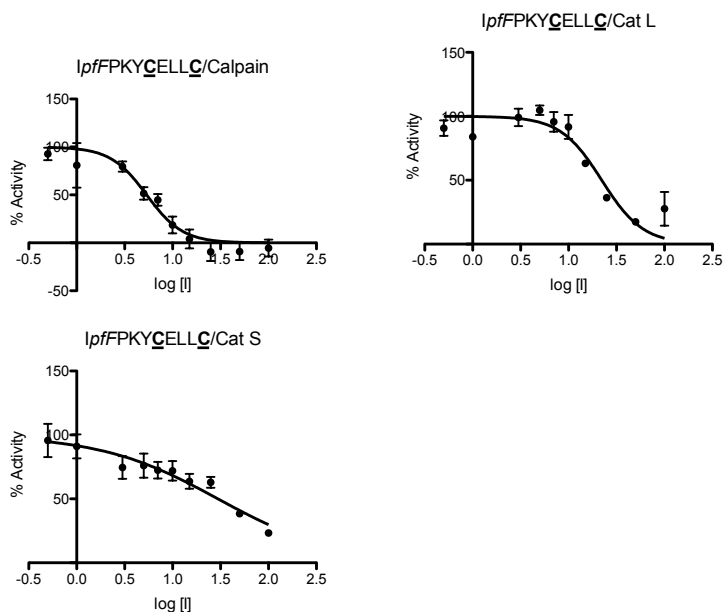 IpfFPKYCELLC/Calpain
150
100
50
0
-50
% Activity
-0.5 0.0 0.5 1.0 1.5 2.0 2.5
log [I]
IpfFPKYCELLC/Cat L
150
100
50
% Activity
-0.5 0.0 0.5 1.0 1.5 2.0 2.5
log [I]
IpfFPKYCELLC/Cat S
150
100
50
% Activity
-0.5 0.0 0.5 1.0 1.5 2.0 2.5
log [I]